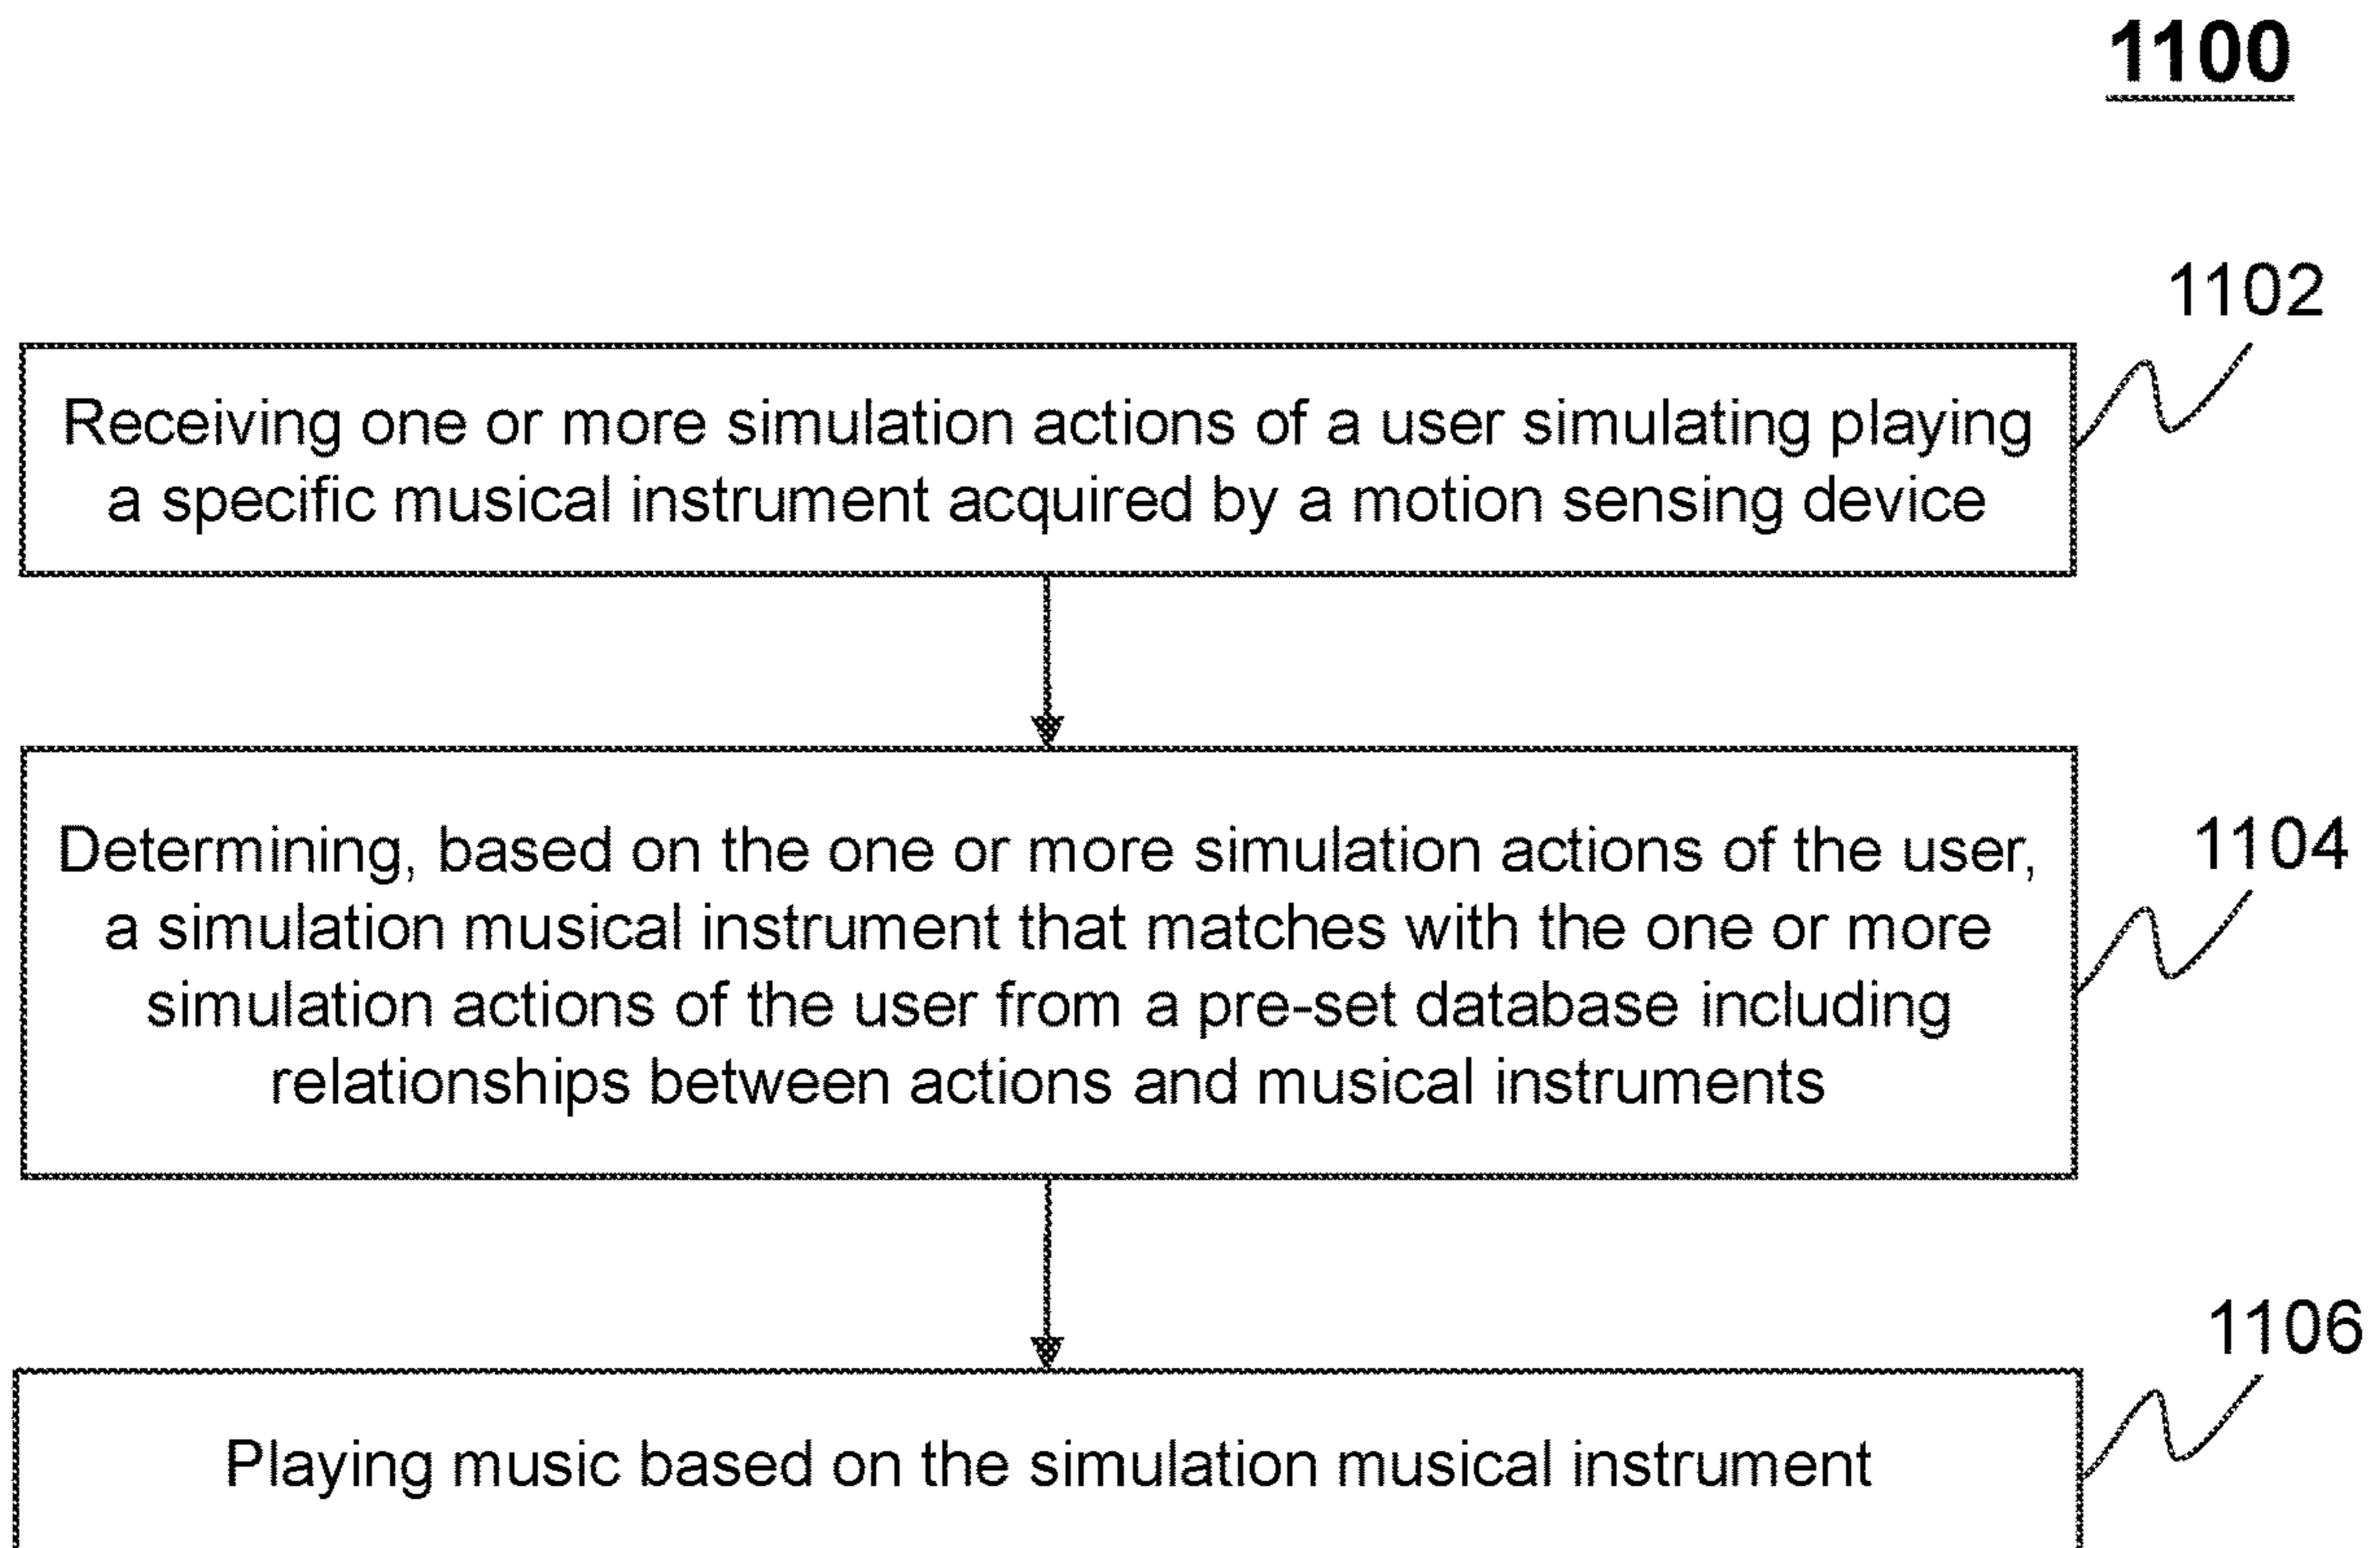 1100
1102
Receiving one or more simulation actions of a user simulating playing
a specific musical instrument acquired by a motion sensing device
1104
Determining, based on the one or more simulation actions of the user,
a simulation musical instrument that matches with the one or more
simulation actions of the user from a pre-set database including
relationships between actions and musical instruments
1106
Playing music based on the simulation musical instrument